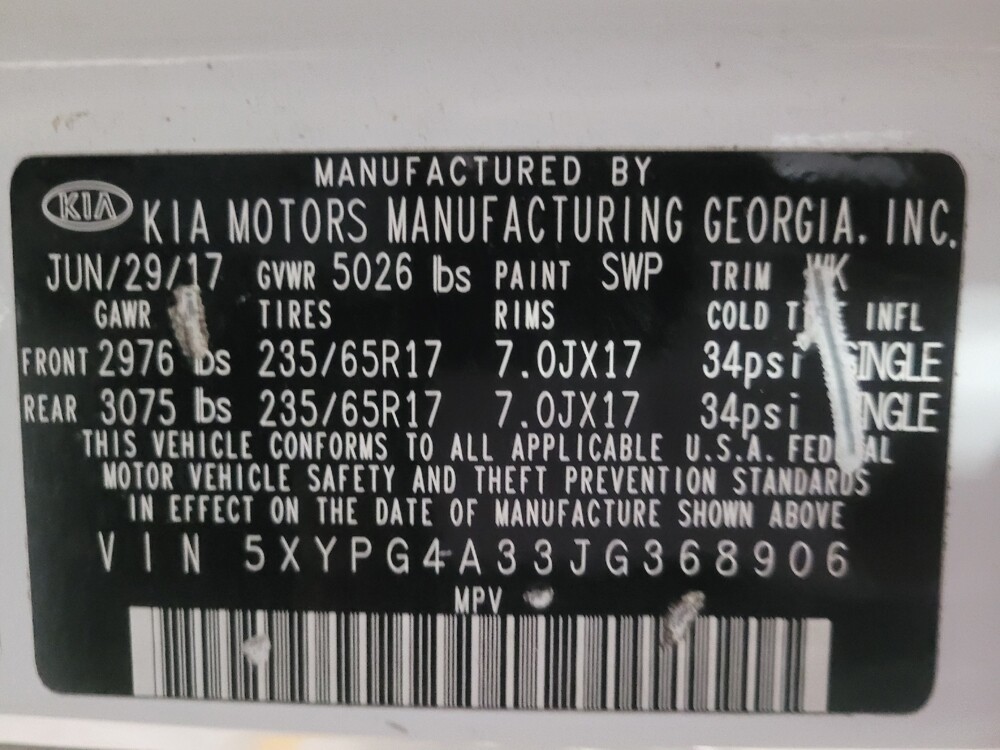 MANUFACTURED BY
KIA KIA MOTORS MANUFACTURING GEORGIA, INC.
JUN/29/17 GVWR 5026 lbs PAINT SWP TRIM WK
GAWR TIRES RIMS COLD INFL
FRONT 2976 lbs 235/65R17 7.0JX17 34psi SINGLE
REAR 3075 lbs 235/65R17 7.0JX17 34psi
THIS VEHICLE CONFORMS TO ALL APPLICABLE U.S.A. FEDERAL
MOTOR VEHICLE SAFETY AND THEFT PREVENTION STANDARDS
IN EFFECT ON THE DATE OF MANUFACTURE SHOWN ABOVE
VIN 5XYPG4A33JG368906
MPV